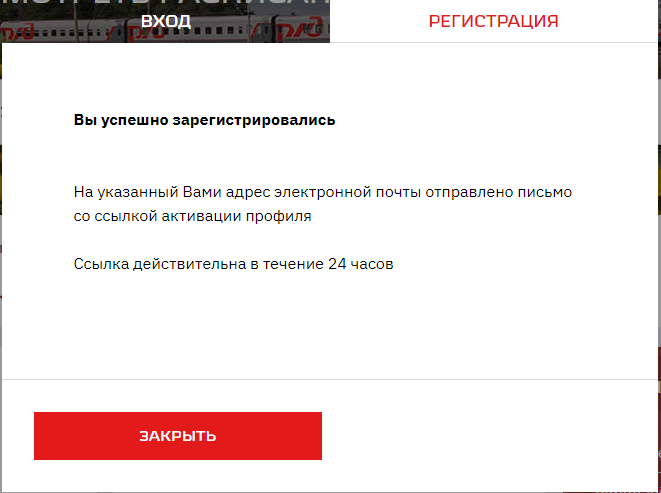 ВХОД
РЕГИСТРАЦИЯ
Вы успешно зарегистрировались
На указанный Вами адрес электронной почты отправлено письмо
со ссылкой активации профиля
Ссылка действительна в течение 24 часов
ЗАКРЫТЬ